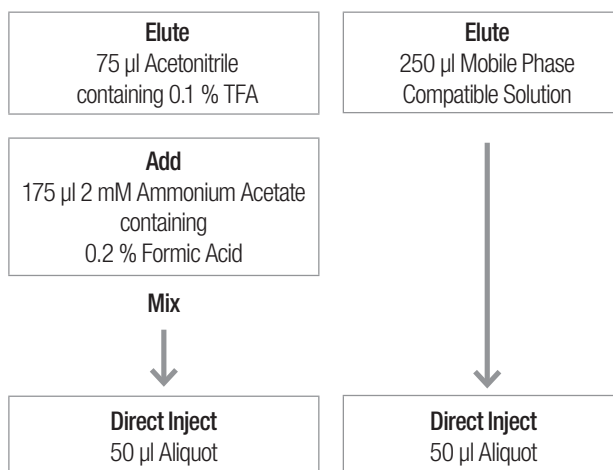 Elute
75 µl Acetonitrile
containing 0.1 % TFA
Add
175 µl 2 mM Ammonium Acetate
containing
0.2 % Formic Acid
Mix
Direct Inject
50 µl Aliquot
Elute
250 µl Mobile Phase
Compatible Solution
Direct Inject
50 µl Aliquot